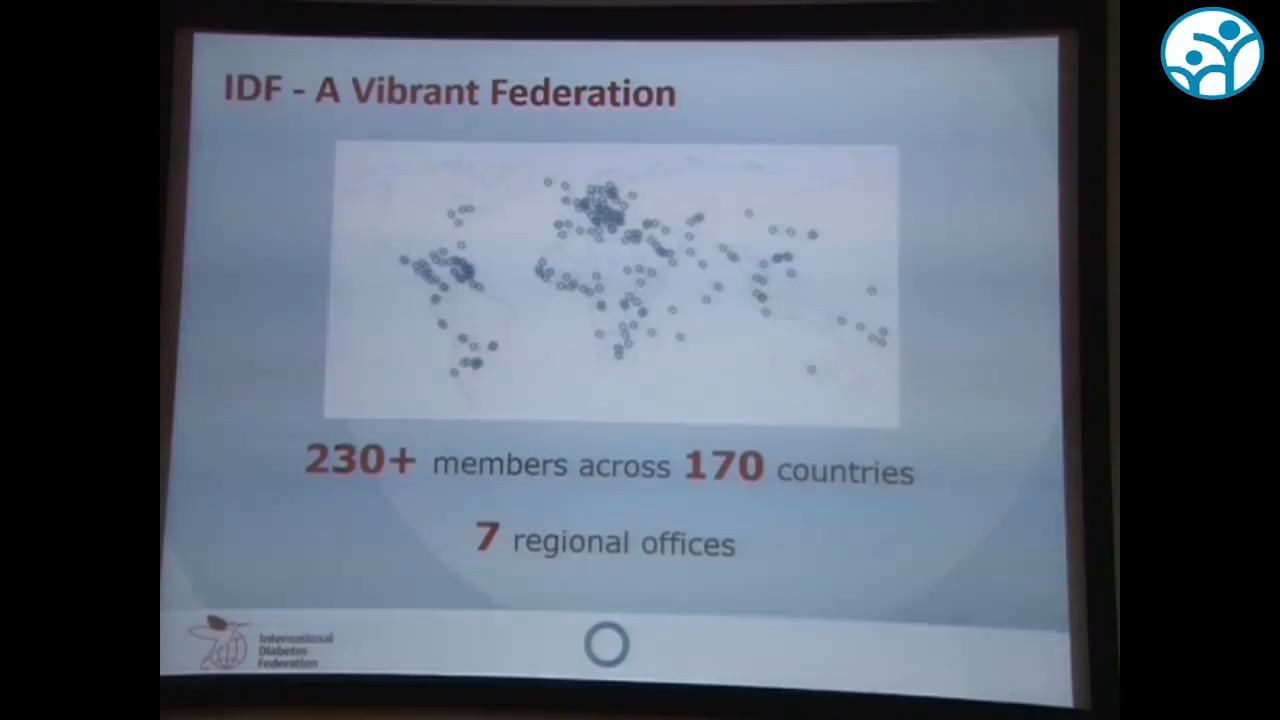 IDF - A Vibrant Federation
230+ members across 170 countries
7 regional offices
International
Diabetes
Federation